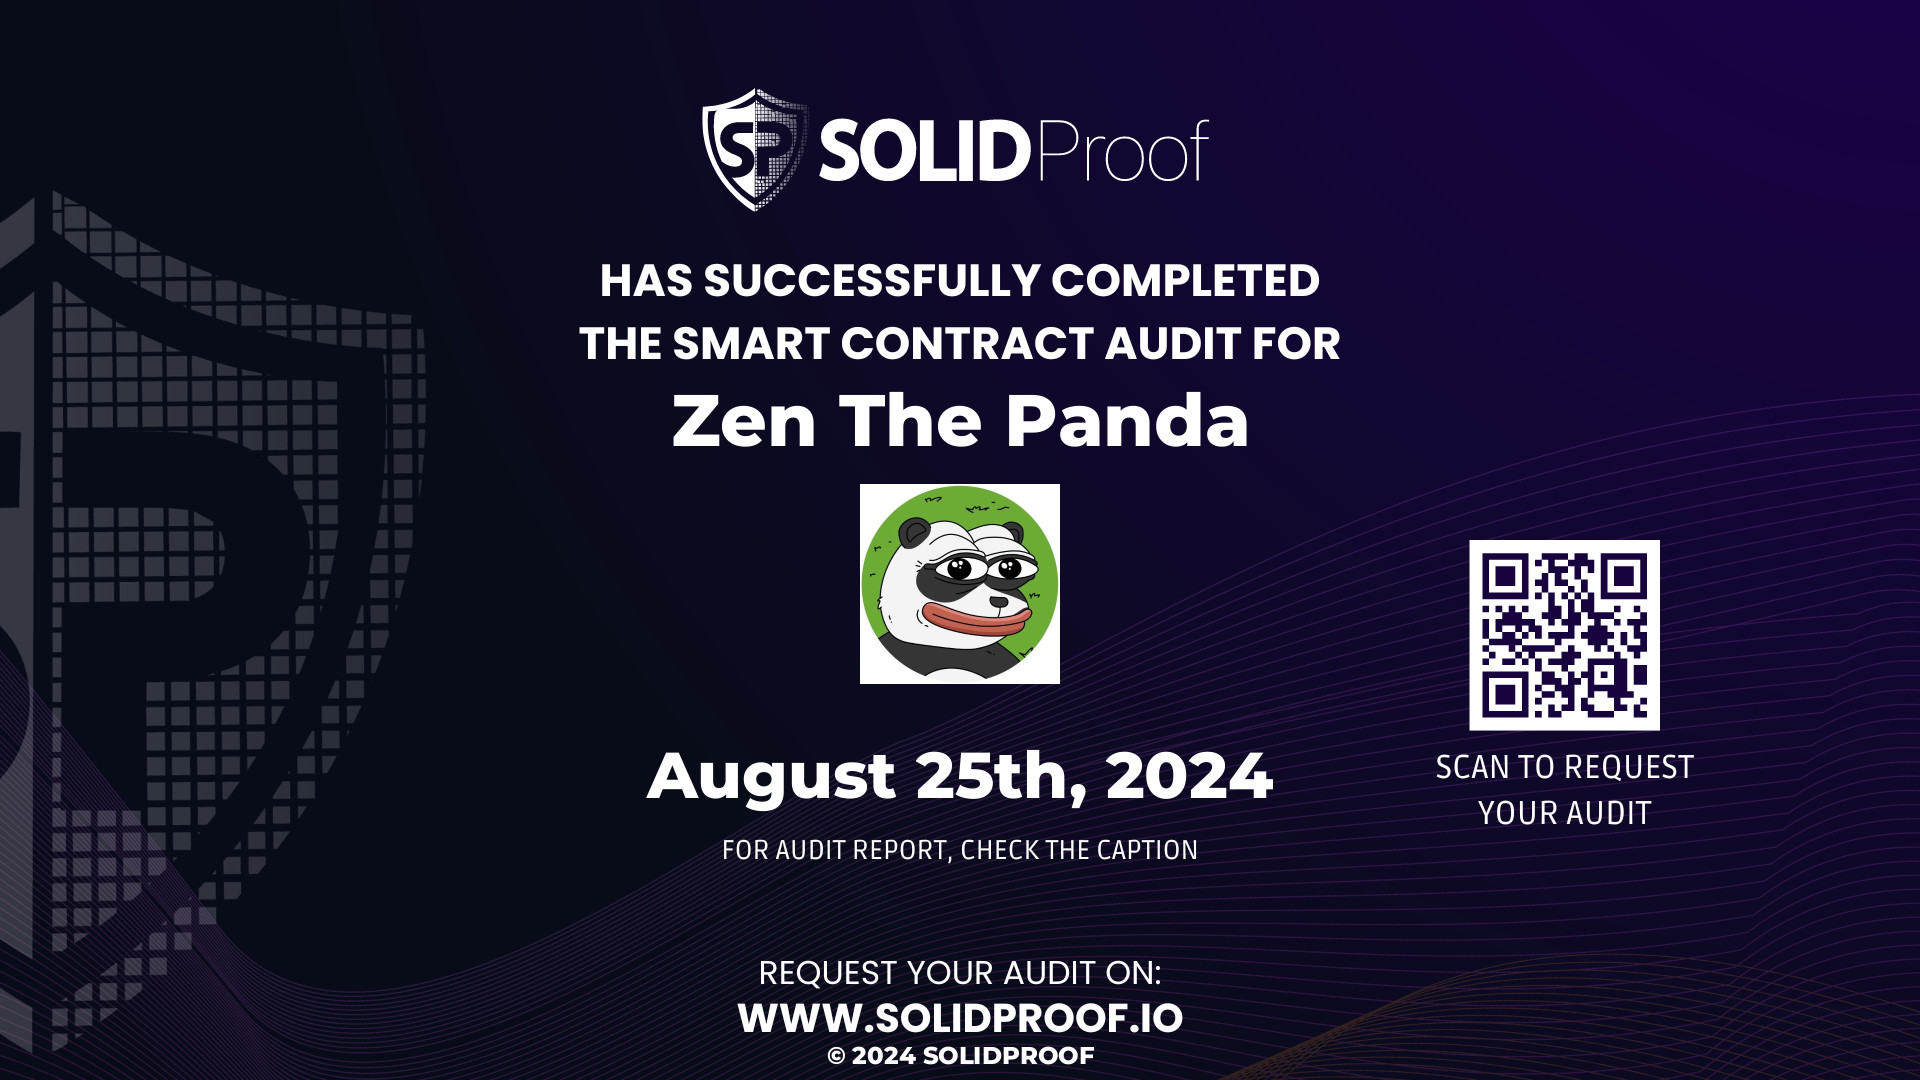 SP SOLIDProof
HAS SUCCESSFULLY COMPLETED
THE SMART CONTRACT AUDIT FOR
Zen The Panda
August 25th, 2024
FOR AUDIT REPORT, CHECK THE CAPTION
SCAN TO REQUEST
YOUR AUDIT
REQUEST YOUR AUDIT ON:
WWW.SOLIDPROOF.IO
© 2024 SOLIDPROOF